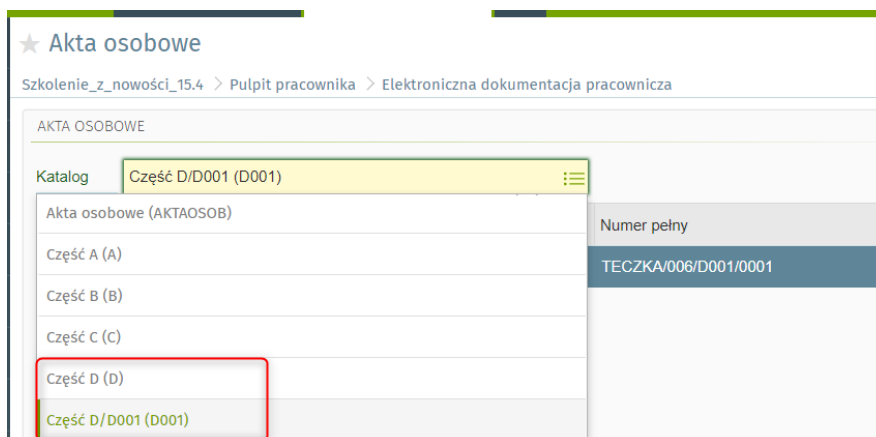 Akta osobowe
Szkolenie_z_nowości_15.4 > Pulpit pracownika > Elektroniczna dokumentacja pracownicza
AKTA OSOBOWE
Katalog Część D/D001 (D001)
Akta osobowe (AKTAOSOB)
Numer pełny
Część A (A)
TECZKA/006/D001/0001
Część B (B)
Część C (C)
Część D (D)
Część D/D001 (D001)